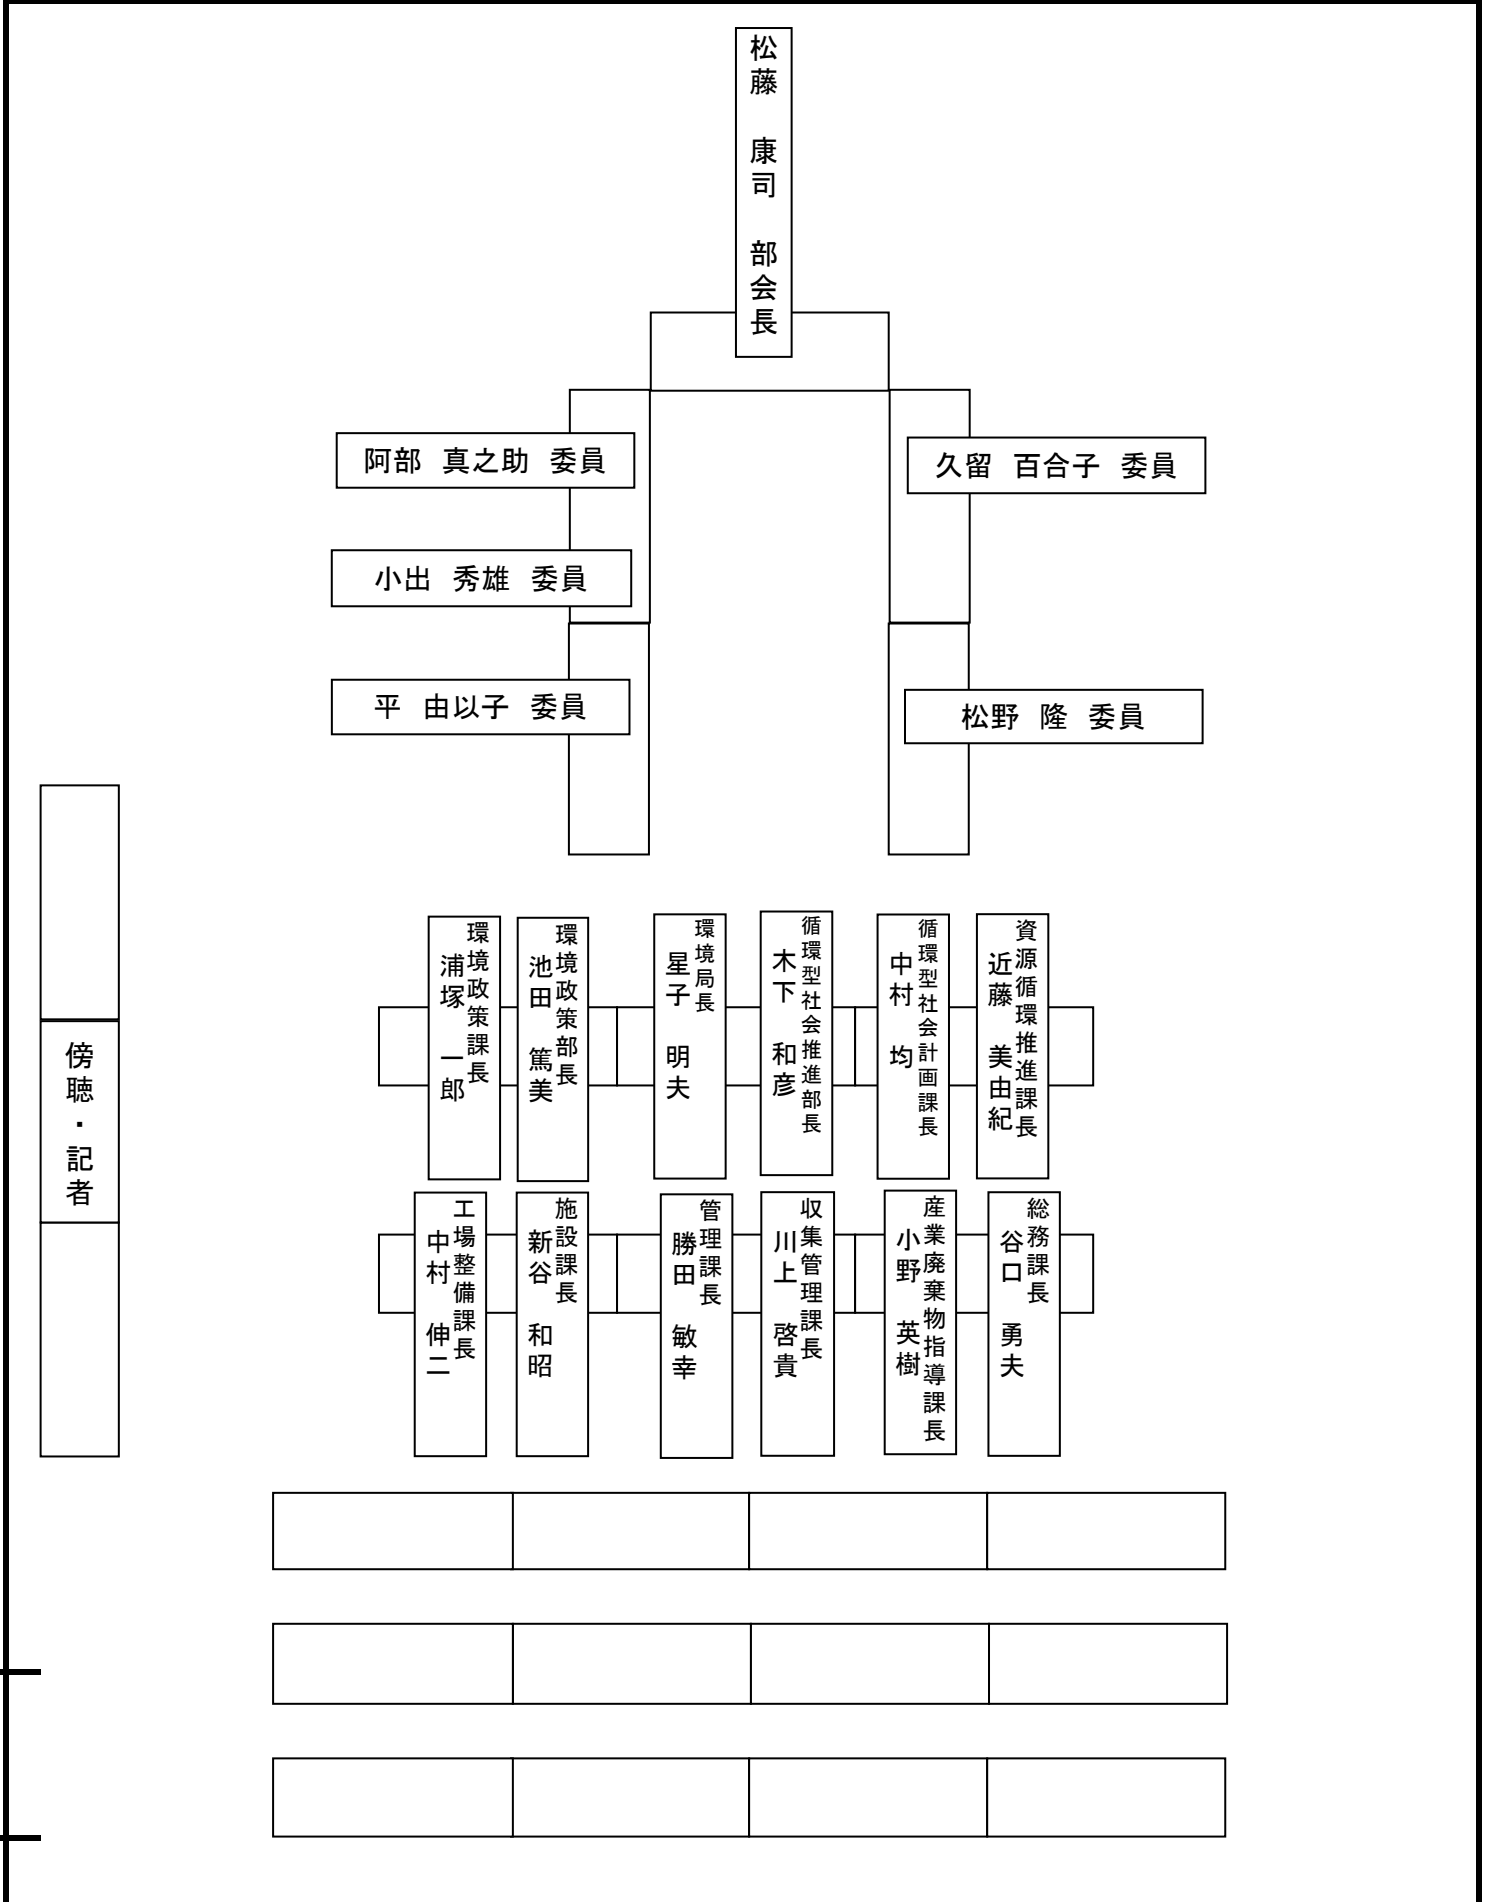 松藤　康司　部会長
阿部　真之助　委員
久留　百合子　委員
小出　秀雄　委員
平　由以子　委員
松野　隆　委員
傍聴・記者
環境政策課長
浦塚　一郎
環境政策部長
池田　篤美
環境局長
星子　明夫
循環型社会推進部長
木下　和彦
循環型社会計画課長
中村　均
資源循環推進課長
近藤　美由紀
工場整備課長
中村　伸二
施設課長
新谷　和昭
管理課長
勝田　敏幸
収集管理課長
川上　啓貴
産業廃棄物指導課長
小野　英樹
総務課長
谷口　勇夫